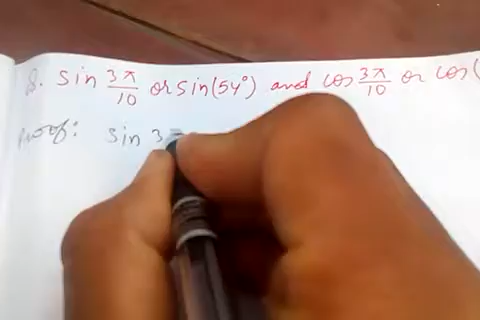 8. sin 3π/10 or sin(54°) and cos 3π/10 or cos(
Proof: sin 3